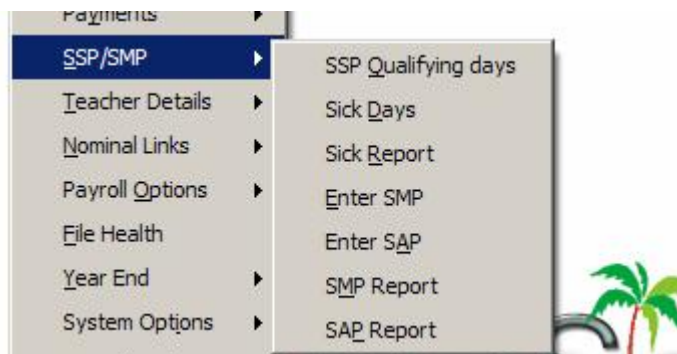 Payments
SSP/SMP
Teacher Details
Nominal Links
Payroll Options
File Health
Year End
System Options
SSP Qualifying days
Sick Days
Sick Report
Enter SMP
Enter SAP
SMP Report
SAP Report